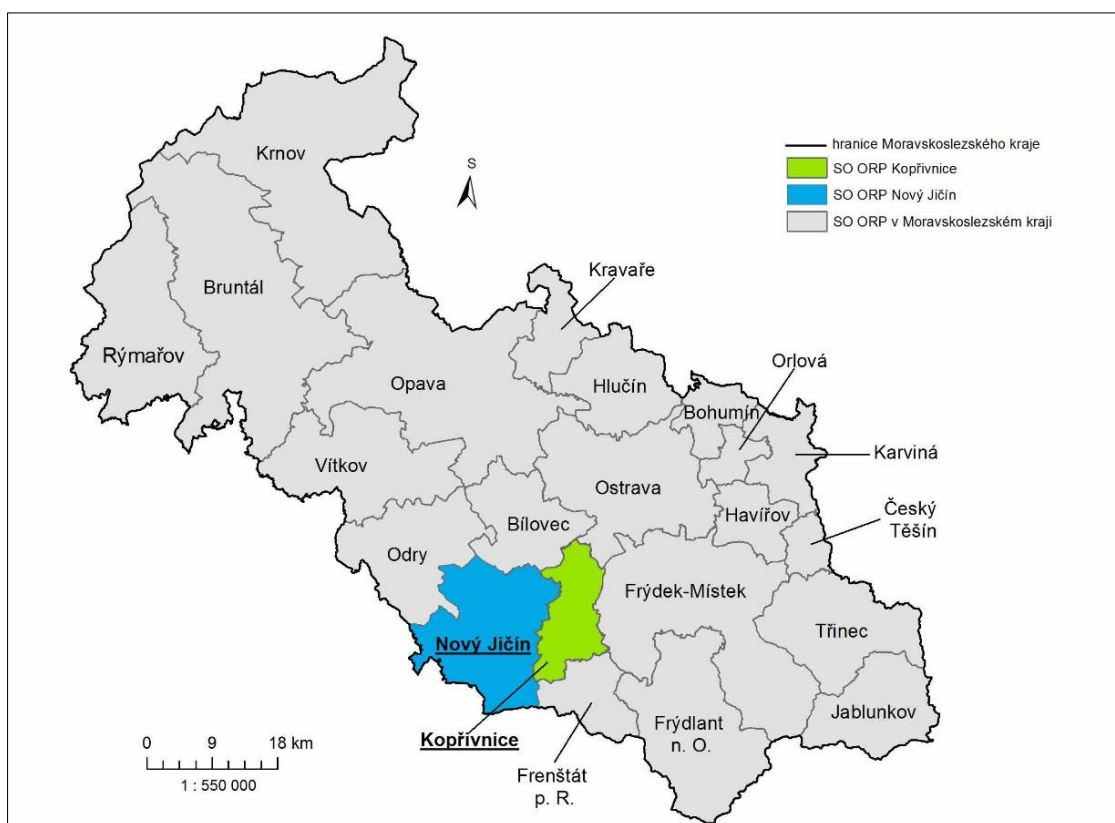 Krnov
S
hranice Moravskoslezského kraje
SO ORP Kopřivnice
SO ORP Nový Jičín
SO ORP v Moravskoslezském kraji
Kravaře
Bruntál
Rýmařov
Orlová
Opava
Hlučín
Bohumín
Karviná
Vítkov
Ostrava
Havířov
Český
Těšín
Bílovec
Odry
Frýdek-Místek
Třinec
Nový Jičín
Jablunkov
Kopřivnice
Frýdlant
n. O.
Frenštát
p. R.
0 9 18 km
1 : 550 000